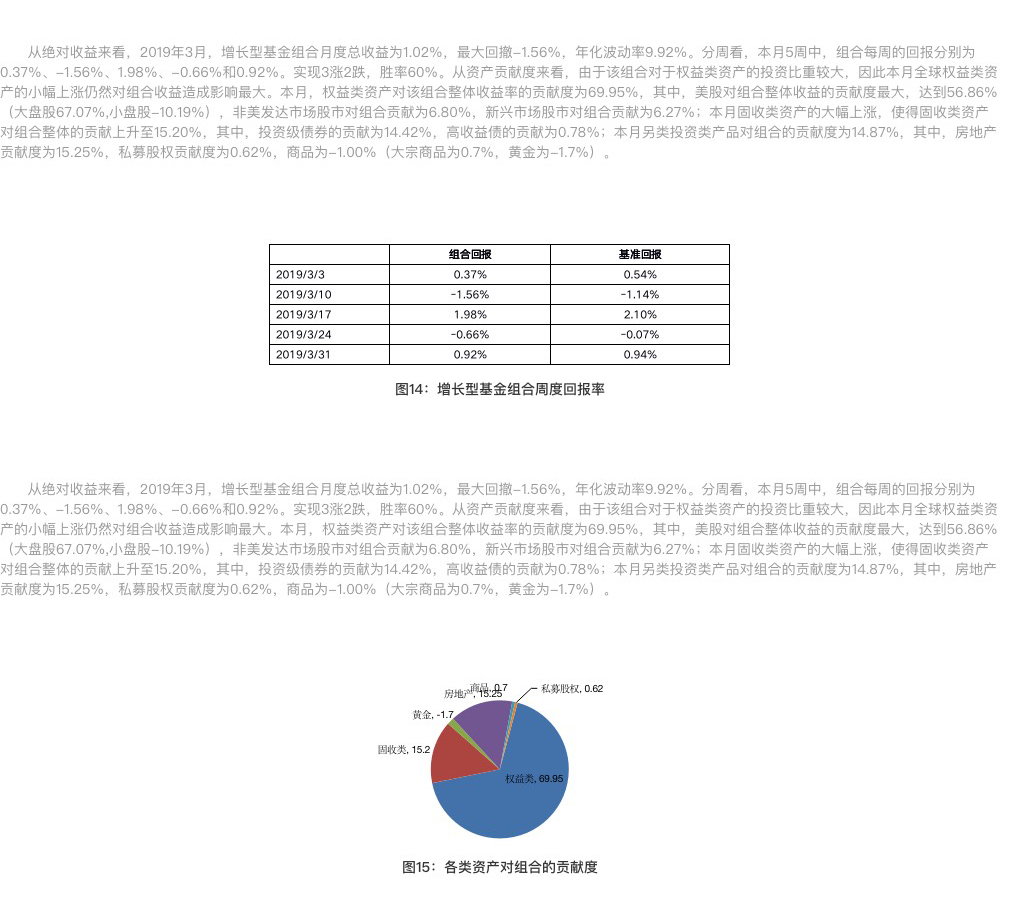 从绝对收益来看，2019年3月，增长型基金组合月度总收益为1.02%，最大回撤-1.56%，年化波动率9.92%。分周看，本月5周中，组合每周的回报分别为
0.37%、-1.56%、1.98%、-0.66%和0.92%。实现3涨2跌，胜率60%。从资产贡献度来看，由于该组合对于权益类资产的投资比重较大，因此本月全球权益类资
产的小幅上涨仍然对组合收益造成影响最大。本月，权益类资产对该组合整体收益率的贡献度为69.95%，其中，美股对组合整体收益的贡献度最大，达到56.86%
（大盘股67.07%,小盘股-10.19%），非美发达市场股市对组合贡献为6.80%，新兴市场股市对组合贡献为6.27%；本月固收类资产的大幅上涨，使得固收类资产
对组合整体的贡献上升至15.20%，其中，投资级债券的贡献为14.42%，高收益债的贡献为0.78%；本月另类投资类产品对组合的贡献度为14.87%，其中，房地产
贡献度为15.25%，私募股权贡献度为0.62%，商品为-1.00%（大宗商品为0.7%，黄金为-1.7%）。
组合回报 基准回报
2019/3/3 0.37% 0.54%
2019/3/10 -1.56% -1.14%
2019/3/17 1.98% 2.10%
2019/3/24 -0.66% -0.07%
2019/3/31 0.92% 0.94%
图14：增长型基金组合周度回报率
从绝对收益来看，2019年3月，增长型基金组合月度总收益为1.02%，最大回撤-1.56%，年化波动率9.92%。分周看，本月5周中，组合每周的回报分别为
0.37%、-1.56%、1.98%、-0.66%和0.92%。实现3涨2跌，胜率60%。从资产贡献度来看，由于该组合对于权益类资产的投资比重较大，因此本月全球权益类资
产的小幅上涨仍然对组合收益造成影响最大。本月，权益类资产对该组合整体收益率的贡献度为69.95%，其中，美股对组合整体收益的贡献度最大，达到56.86%
（大盘股67.07%,小盘股-10.19%），非美发达市场股市对组合贡献为6.80%，新兴市场股市对组合贡献为6.27%；本月固收类资产的大幅上涨，使得固收类资产
对组合整体的贡献上升至15.20%，其中，投资级债券的贡献为14.42%，高收益债的贡献为0.78%；本月另类投资类产品对组合的贡献度为14.87%，其中，房地产
贡献度为15.25%，私募股权贡献度为0.62%，商品为-1.00%（大宗商品为0.7%，黄金为-1.7%）。
商品, 0.7
私募股权, 0.62
房地产, 15.25
黄金, -1.7
固收类, 15.2
权益类, 69.95
图15：各类资产对组合的贡献度